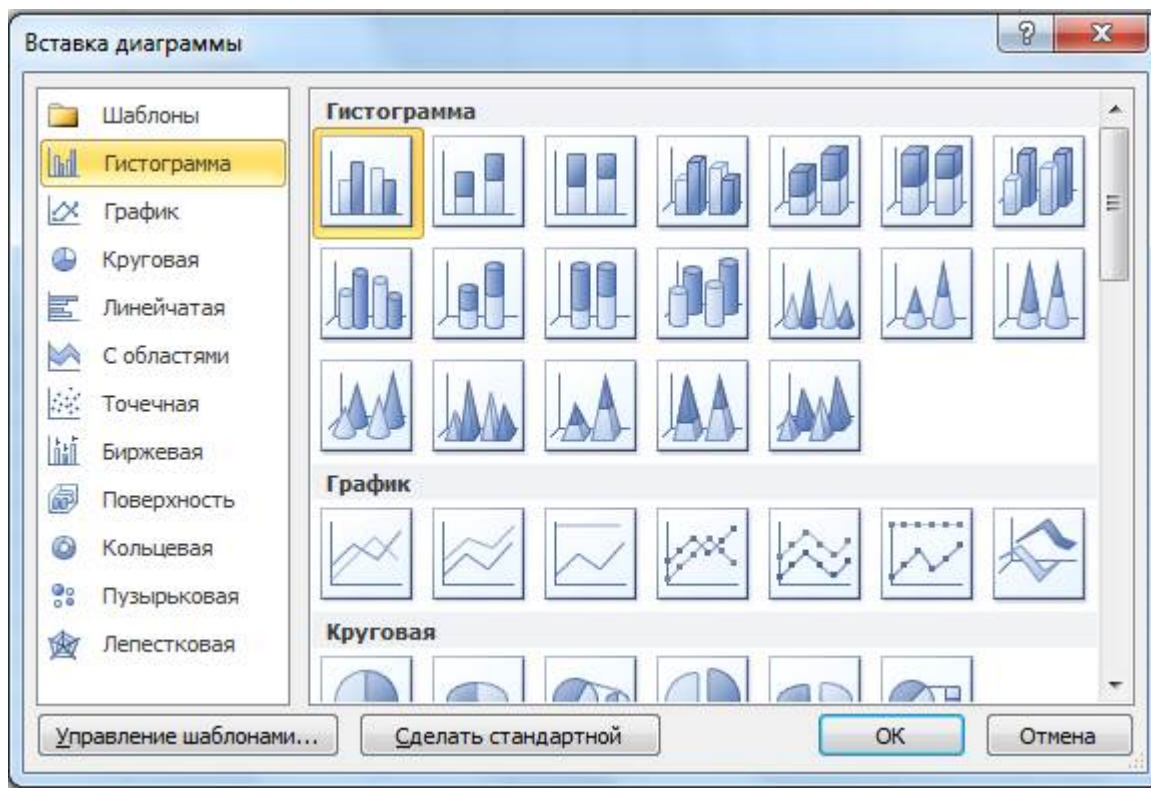 Вставка диаграммы
Шаблоны
Гистограмма
График
Круговая
Линейчатая
С областями
Точечная
Биржевая
Поверхность
Кольцевая
Пузырьковая
Лепестковая
Гистограмма
График
Круговая
Управление шаблонами...
Сделать стандартной
ОК
Отмена